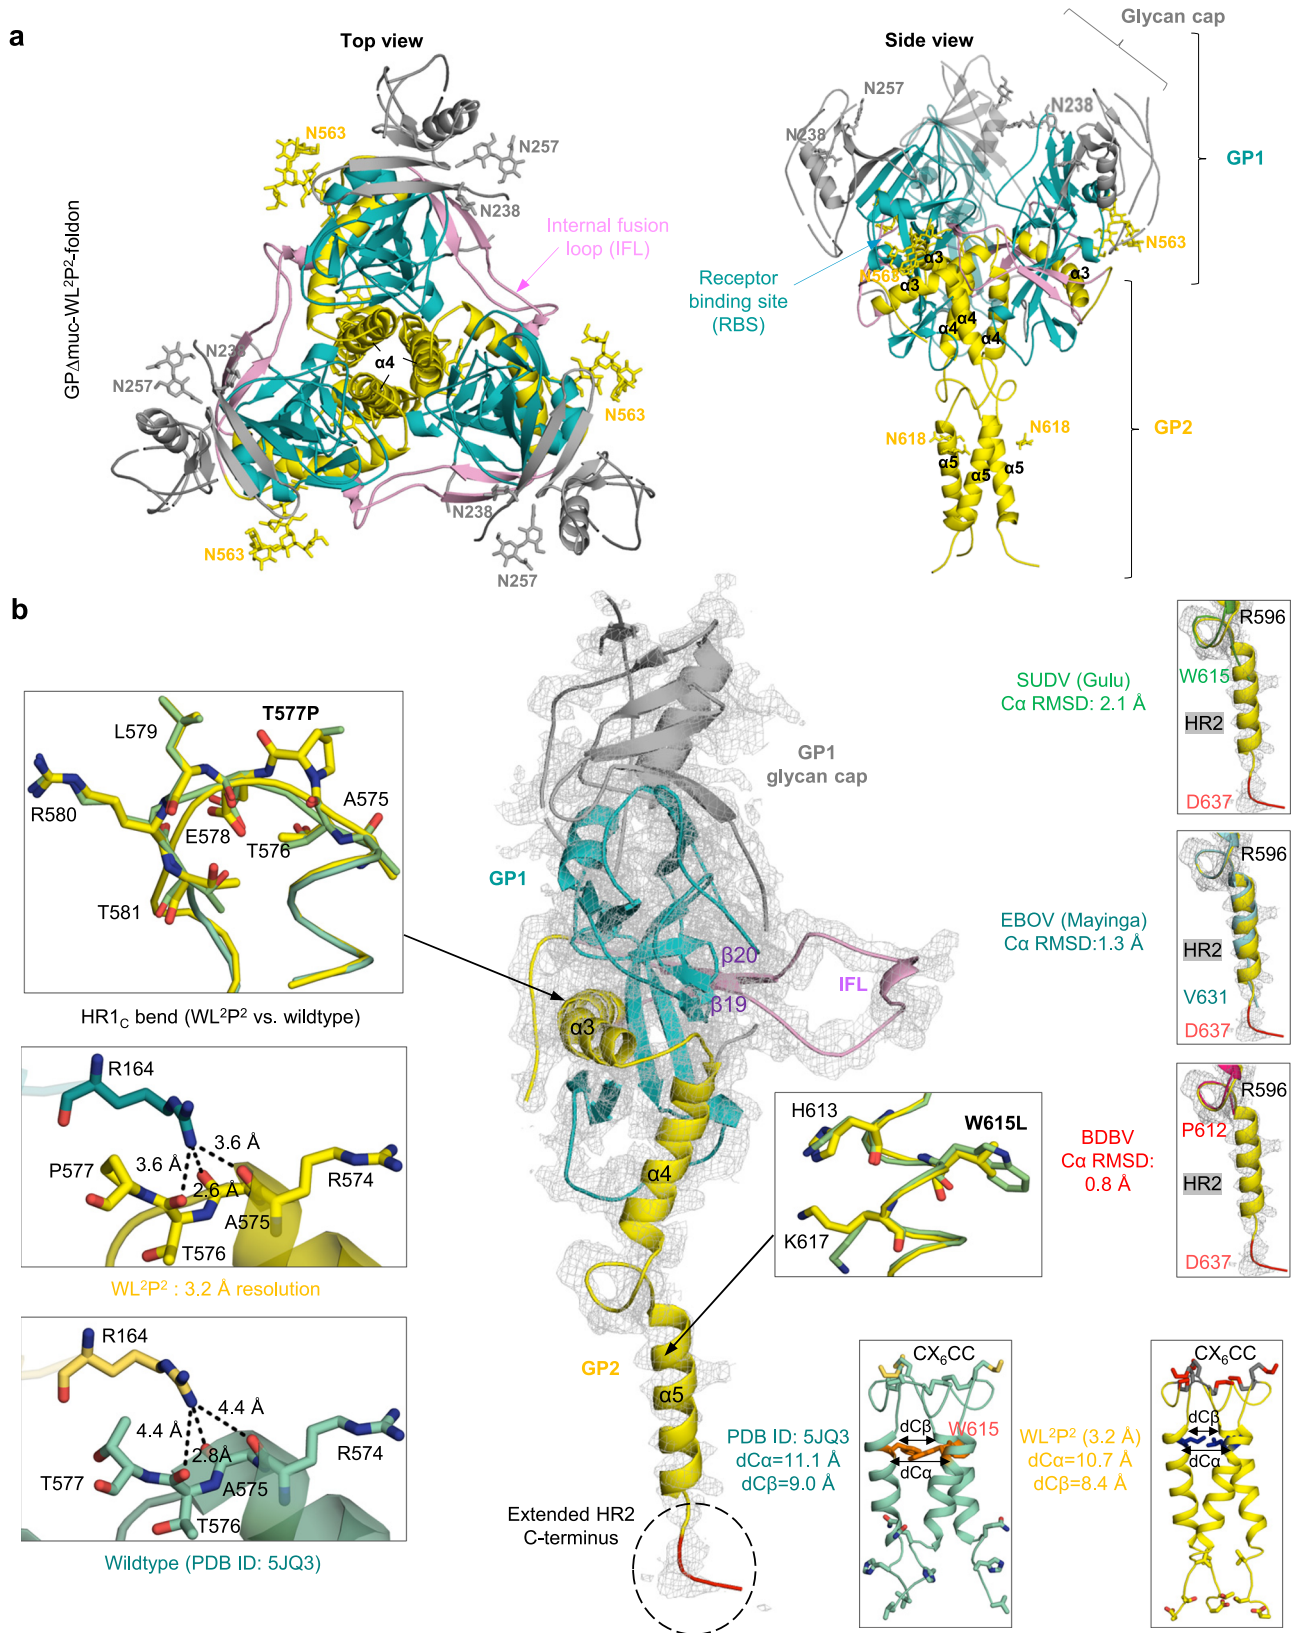 a
Top view
Side view
Glycan cap
GPΔmuc-WL²P²-foldon
N563
N257
N238
Internal fusion
loop (IFL)
α4
N238
N257
N563
N238
N257
N563
N257
N238
N238
GP1
N563
N563
α3
α3
α3
Receptor
binding site
(RBS)
α4
α4
α4
GP2
N618
N618
α5
α5
α5
b
T577P
L579
R580
A575
E578
T576
T581
HR1C bend (WL²P² vs. wildtype)
R164
3.6 Å
3.6 Å
P577
2.6 Å
R574
A575
T576
WL²P² : 3.2 Å resolution
R164
4.4 Å
4.4 Å
2.8Å
R574
T577
A575
T576
Wildtype (PDB ID: 5JQ3)
GP1
glycan cap
GP1
β20
IFL
β19
α3
α4
GP2
α5
Extended HR2
C-terminus
H613
W615L
K617
SUDV (Gulu)
Cα RMSD: 2.1 Å
R596
W615
HR2
D637
EBOV (Mayinga)
Cα RMSD:1.3 Å
R596
HR2
V631
D637
BDBV
Cα RMSD:
0.8 Å
R596
P612
HR2
D637
PDB ID: 5JQ3
dCα=11.1 Å
dCβ=9.0 Å
CX₆CC
dCβ
W615
dCα
WL²P² (3.2 Å)
dCα=10.7 Å
dCβ=8.4 Å
CX₆CC
dCβ
dCα